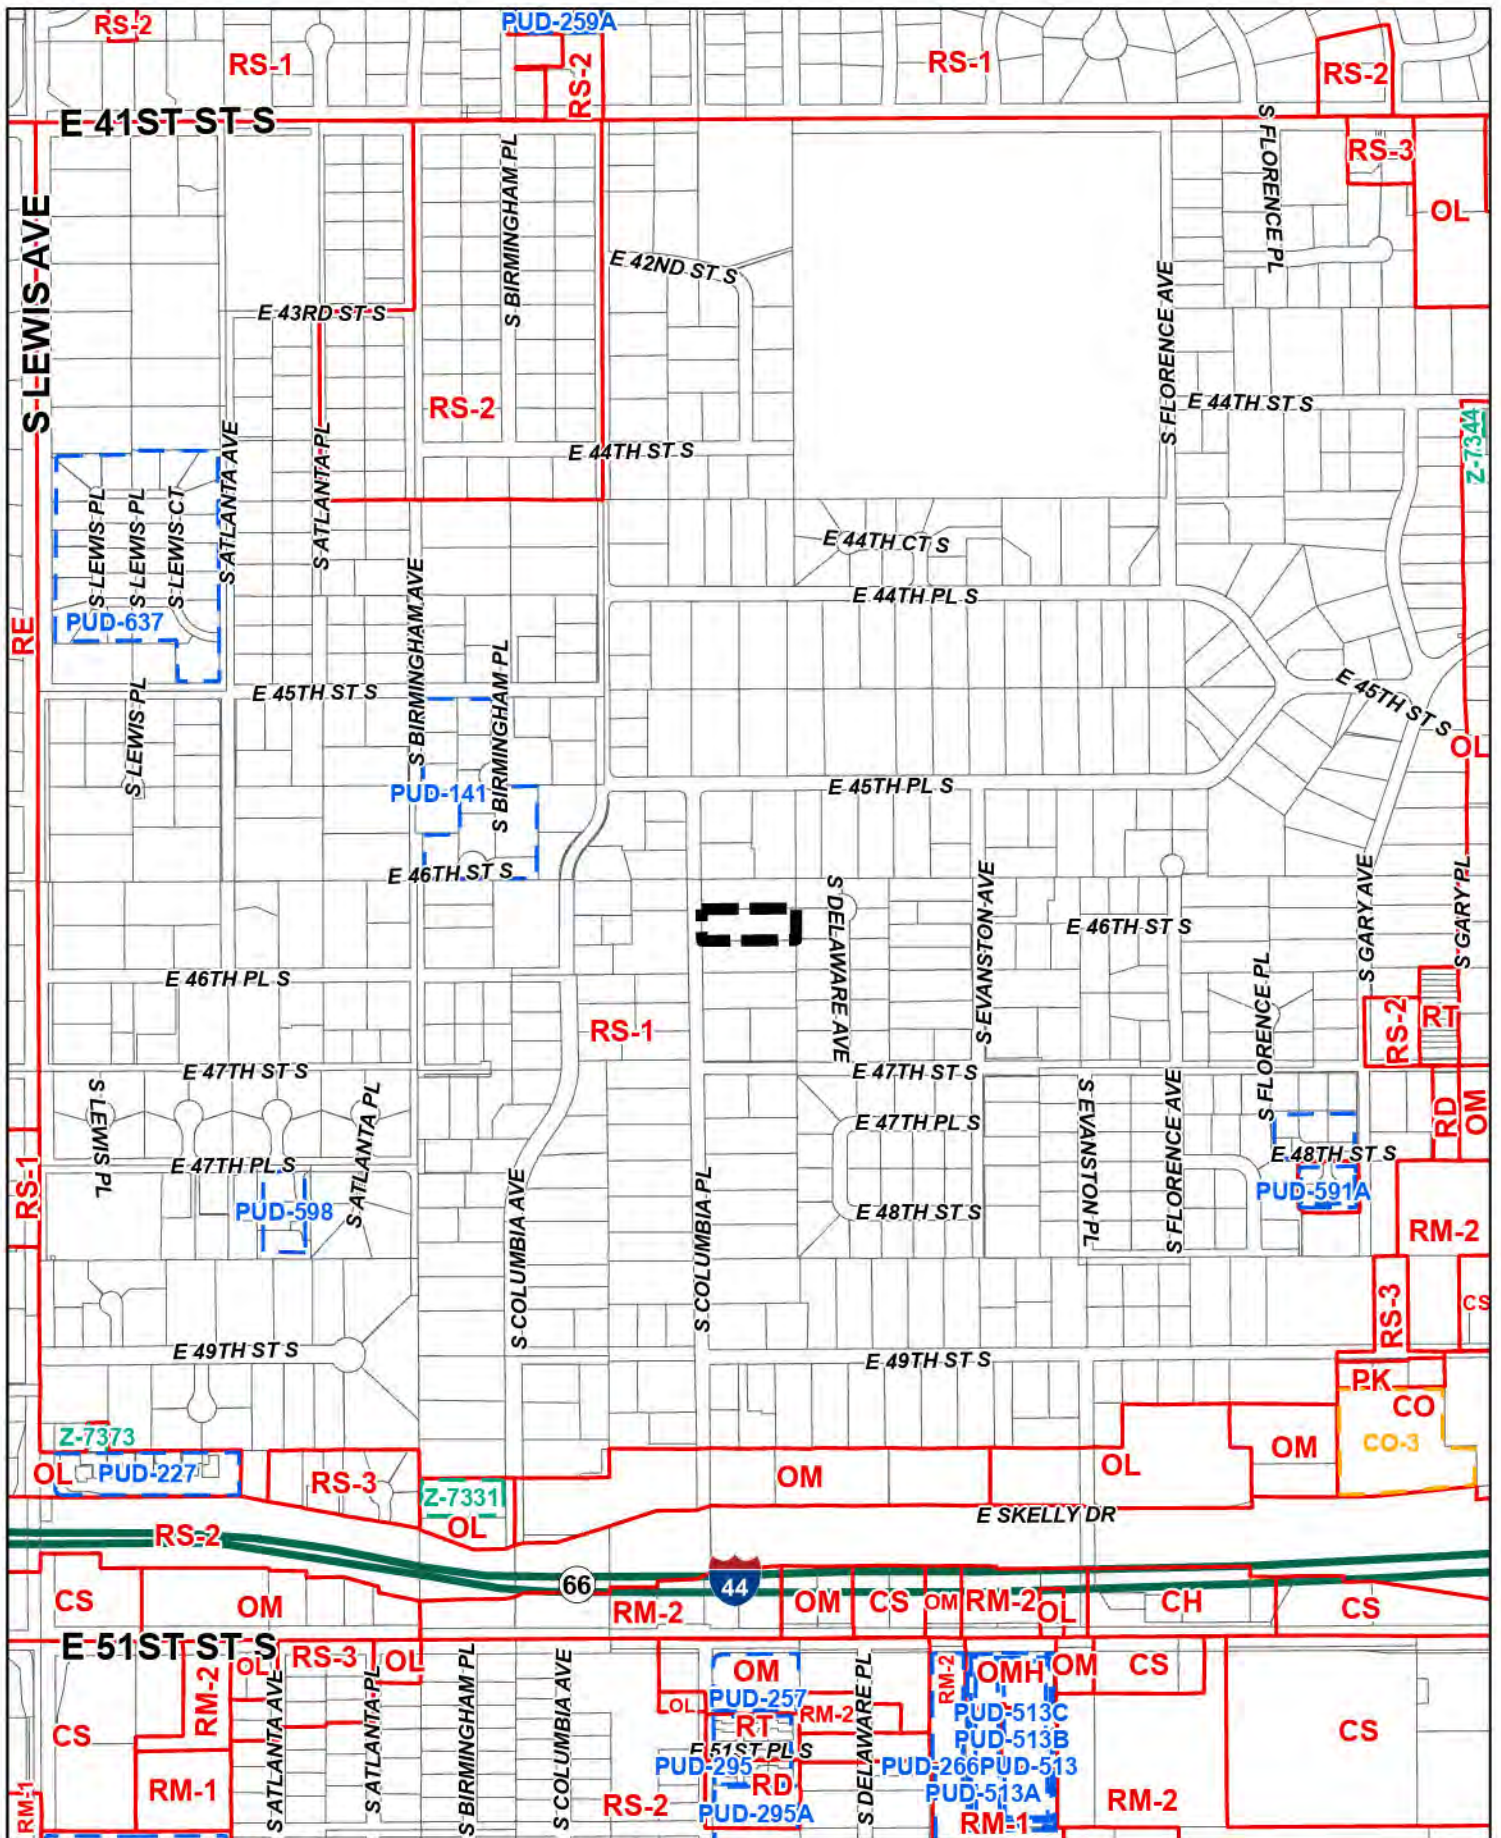 RS-2
PUD-259A
RS-1
RS-2
RS-1
RS-2
E 41ST ST S
S FLORENCE PL
RS-3
OL
S LEWIS AVE
S BIRMINGHAM PL
E 42ND ST S
S FLORENCE AVE
E 43RD ST S
RS-2
E 44TH ST S
E 44TH ST S
Z-7344
S ATLANTA AVE
S ATLANTA PL
S LEWIS PL
S LEWIS PL
S LEWIS CT
PUD-637
RE
E 44TH CT S
E 44TH PL S
S BIRMINGHAM AVE
S BIRMINGHAM PL
E 45TH ST S
E 45TH ST S
S LEWIS PL
OL
PUD-141
E 45TH PL S
E 46TH ST S
S DELAWARE AVE
S EVANSTON AVE
E 46TH ST S
S GARY AVE
S GARY PL
E 46TH PL S
S FLORENCE PL
RS-1
RS-2
RT
E 47TH ST S
E 47TH ST S
S LEWIS PL
S ATLANTA PL
E 47TH PL S
S EVANSTON PL
S FLORENCE AVE
RD
OM
E 47TH PL S
E 48TH ST S
RS-1
PUD-598
S COLUMBIA AVE
S COLUMBIA PL
E 48TH ST S
PUD-591A
RM-2
RS-3
CS
E 49TH ST S
E 49TH ST S
PK
CO
CO-3
Z-7373
OL
PUD-227
RS-3
Z-7331
OL
OM
OL
OM
E SKELLY DR
RS-2
66
44
CS
OM
RM-2
OM
CS
OM
RM-2
OL
CH
CS
E 51ST ST S
CS
RM-2
OL
RS-3
OL
S ATLANTA AVE
S ATLANTA PL
S BIRMINGHAM PL
S COLUMBIA AVE
OM
PUD-257
OL
RT
RM-2
E 51ST PL S
PUD-295
RD
PUD-295A
S DELAWARE PL
RM-2
OMH
OM
CS
PUD-513C
PUD-513B
PUD-266
PUD-513
PUD-513A
RM-1
RM-1
RM-1
RS-2
RM-2
CS